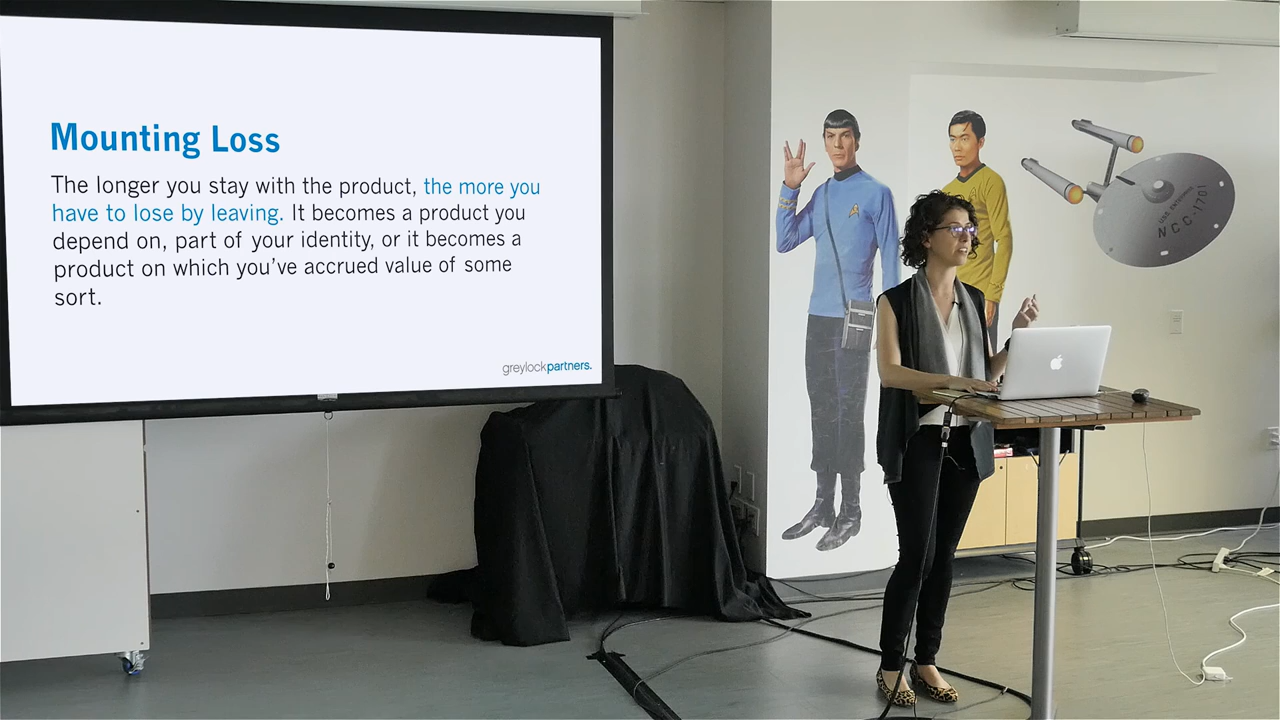 Mounting Loss
The longer you stay with the product, the more you
have to lose by leaving. It becomes a product you
depend on, part of your identity, or it becomes a
product on which you've accrued value of some
sort.
greylockpartners.
U.S.S. ENTERPRISE
NCC-1701